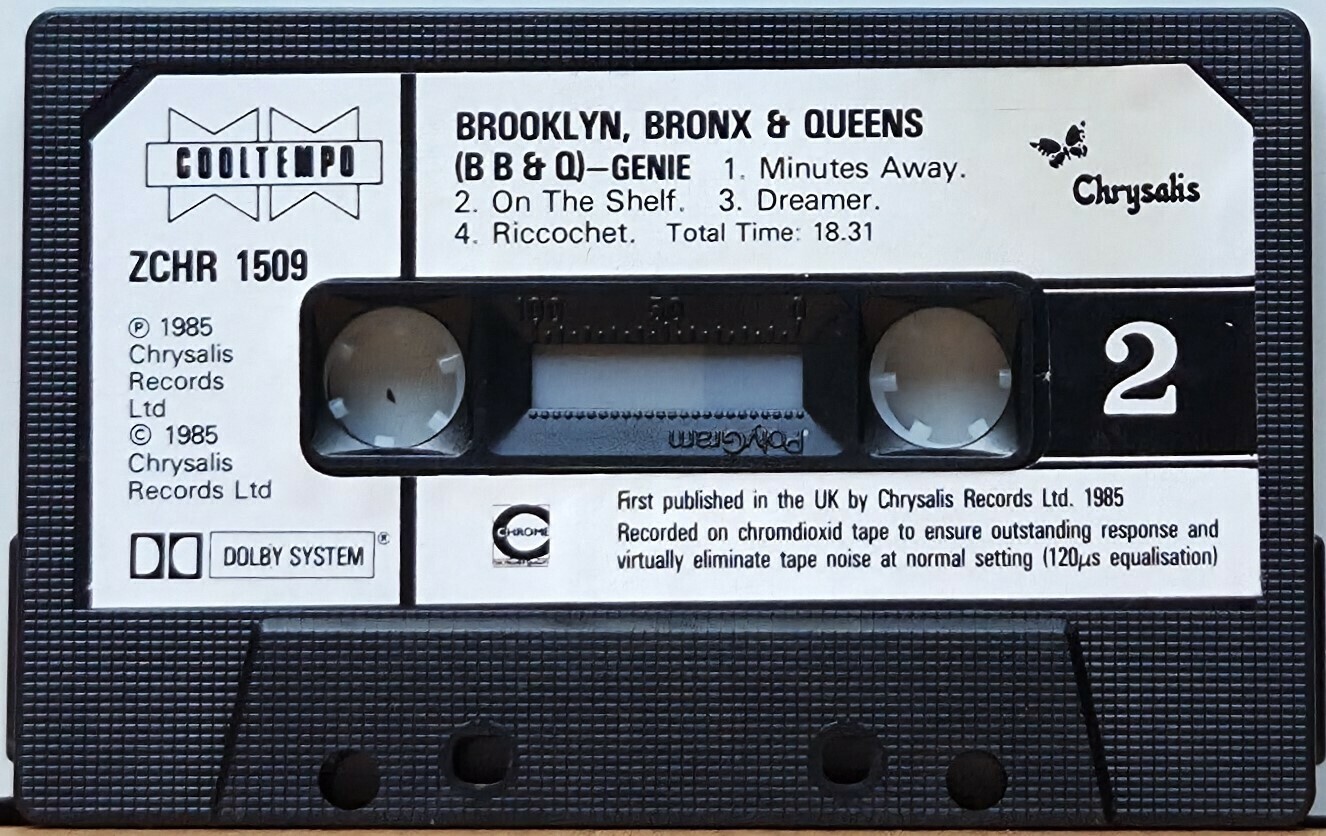 COOLTEMPO
ZCHR 1509
℗ 1985
Chrysalis
Records
Ltd
© 1985
Chrysalis
Records Ltd
DOLBY SYSTEM®
BROOKLYN, BRONX & QUEENS
(B B & Q)–GENIE 1. Minutes Away.
2. On The Shelf. 3. Dreamer.
4. Riccochet. Total Time: 18.31
Chrysalis
100 50 0
PolyGram
2
CHROME
First published in the UK by Chrysalis Records Ltd. 1985
Recorded on chromdioxid tape to ensure outstanding response and
virtually eliminate tape noise at normal setting (120µs equalisation)